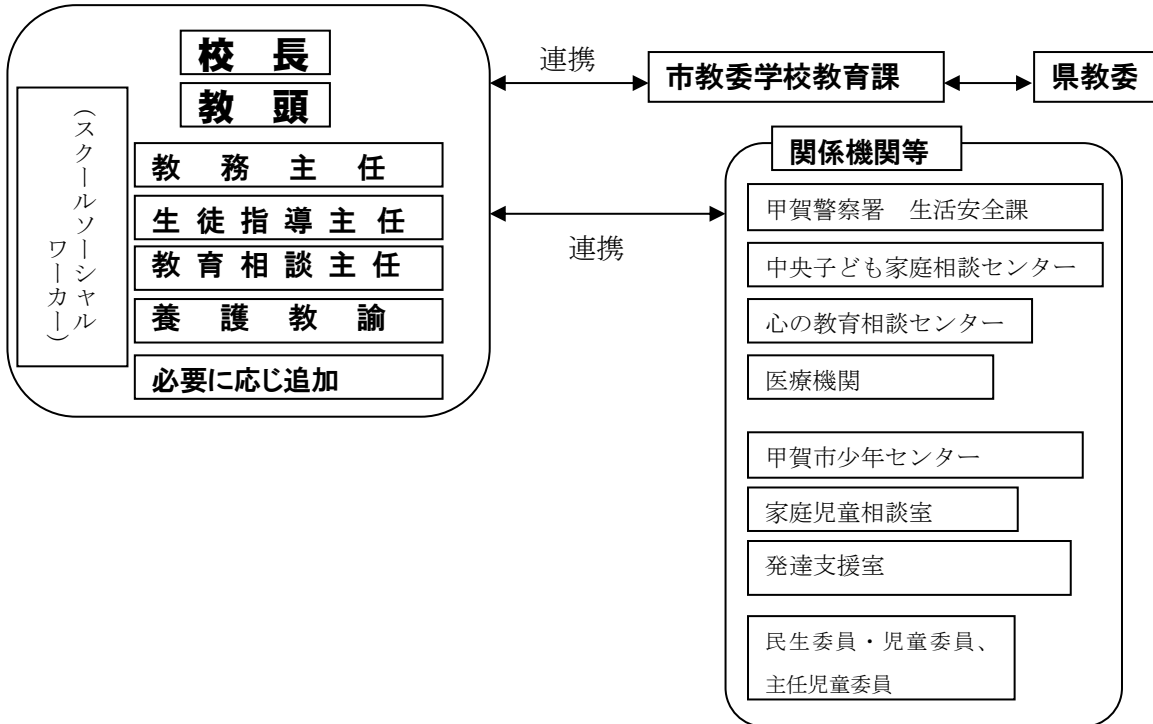 校　長
教　頭
（スクールソーシャル
ワーカー）
教　務　主　任
生 徒 指 導 主 任
教 育 相 談 主 任
養　護　教　諭
必要に応じ追加
連携
市教委学校教育課
県教委
連携
関係機関等
甲賀警察署　生活安全課
中央子ども家庭相談センター
心の教育相談センター
医療機関
甲賀市少年センター
家庭児童相談室
発達支援室
民生委員・児童委員、
主任児童委員